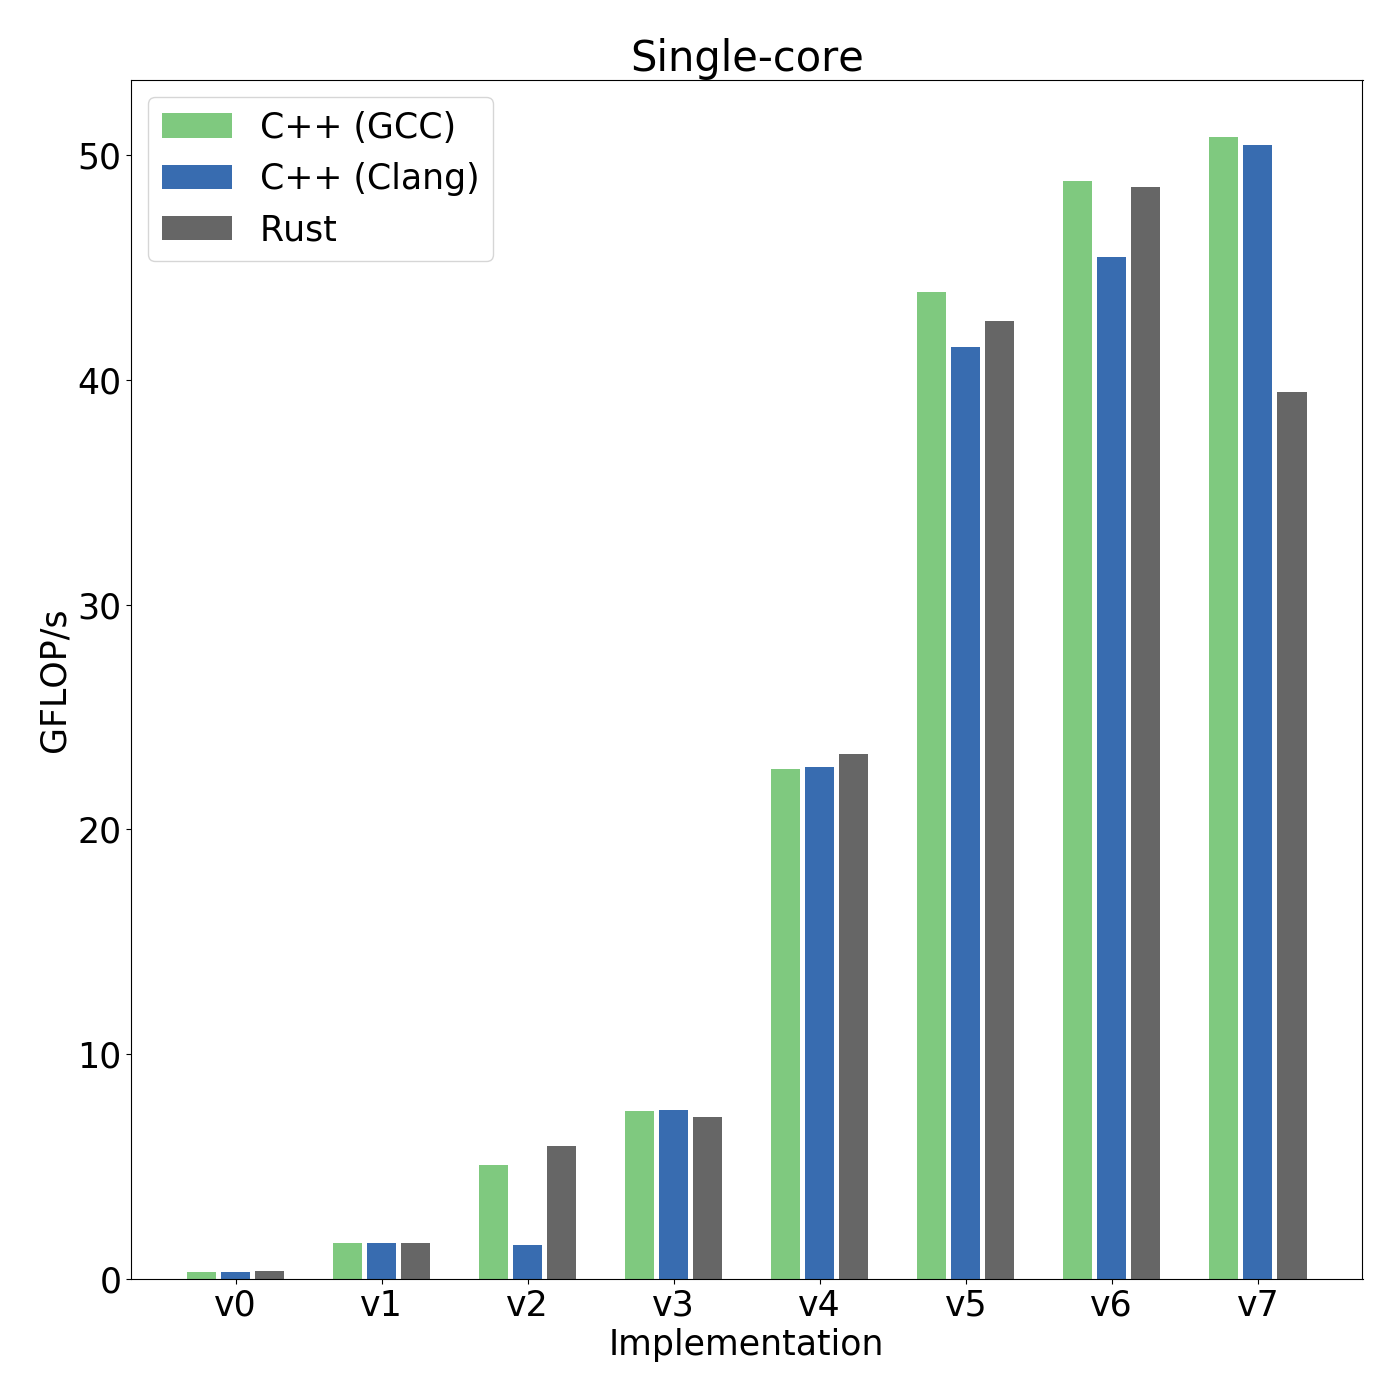 Single-core
C++ (GCC)
C++ (Clang)
Rust
50
40
30
20
10
0
GFLOP/s
v0 v1 v2 v3 v4 v5 v6 v7
Implementation